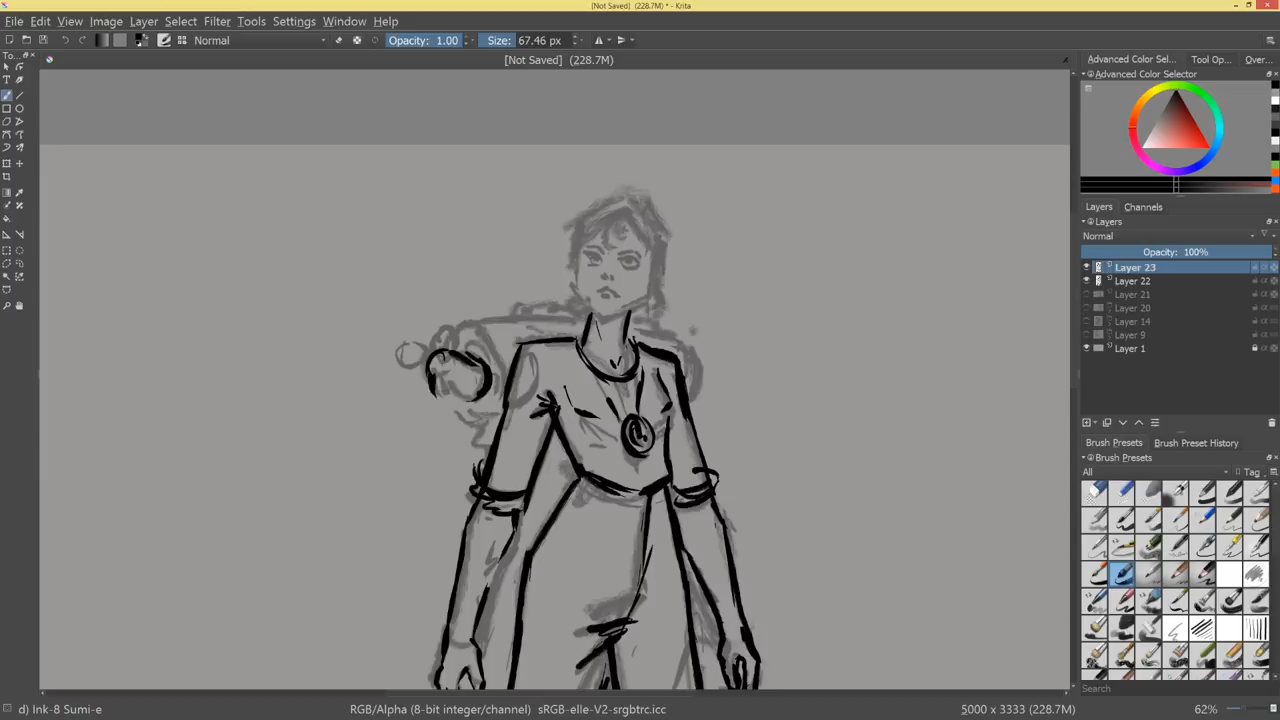 [Not Saved] (228.7M) * - Krita
File Edit View Image Layer Select Filter Tools Settings Window Help
Normal Opacity: 1.00 Size: 67.46 px
To...
[Not Saved] (228.7M)
Advanced Color Sel... Tool Op... Over...
Advanced Color Selector
Layers Channels
Layers
Normal
Opacity: 100%
Layer 23
Layer 22
Layer 21
Layer 20
Layer 14
Layer 9
Layer 1
Brush Presets Brush Preset History
Brush Presets
All Tag
Search
d) Ink-8 Sumi-e RGB/Alpha (8-bit integer/channel) sRGB-elle-V2-srgbtrc.icc 5000 x 3333 (228.7M) 62%